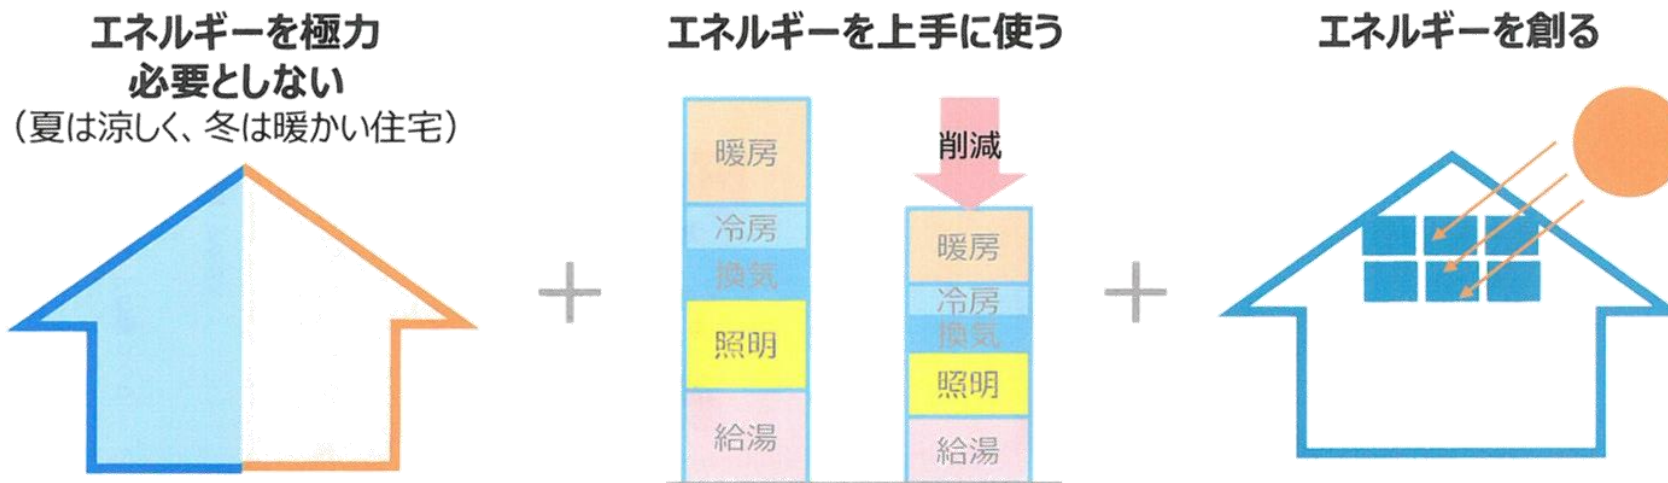 エネルギーを極力
必要としない
（夏は涼しく、冬は暖かい住宅）
エネルギーを上手に使う
暖房
冷房
換気
照明
給湯
削減
暖房
冷房
換気
照明
給湯
エネルギーを創る